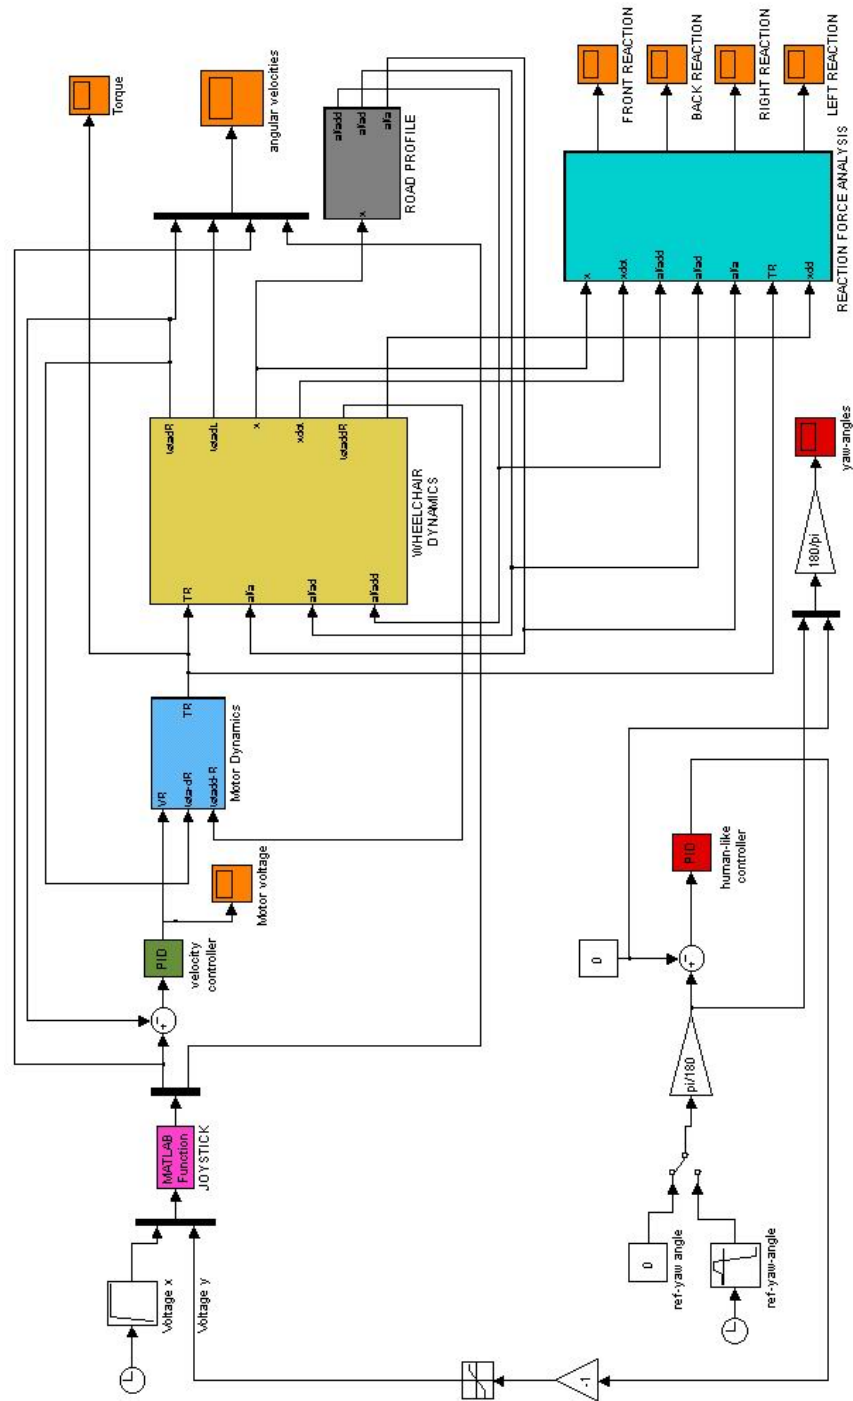 Voltage x
Voltage y
MATLAB
Function
JOYSTICK
+
−
PID
velocity
controller
Motor voltage
VR
teta-dR
tetadd-R
TR
Motor Dynamics
Torque
TR
alfa
alfad
alfadd
tetadR
tetadL
x
xdot
tetaddR
WHEELCHAIR
DYNAMICS
angular velocities
x
alfadd
alfad
alfa
ROAD PROFILE
x
xdot
alfadd
alfad
alfa
TR
xdd
REACTION FORCE ANALYSIS
FRONT REACTION
BACK REACTION
RIGHT REACTION
LEFT REACTION
-1
0
ref-yaw angle
ref-yaw-angle
pi/180
0
+
−
PID
human-like
controller
180/pi
yaw-angles